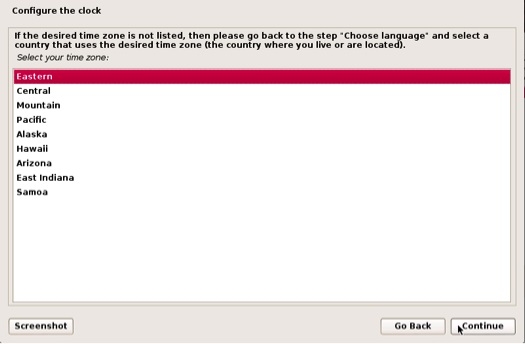 Configure the clock
If the desired time zone is not listed, then please go back to the step "Choose language" and select a
country that uses the desired time zone (the country where you live or are located).
Select your time zone:
Eastern
Central
Mountain
Pacific
Alaska
Hawaii
Arizona
East Indiana
Samoa
Screenshot
Go Back
Continue